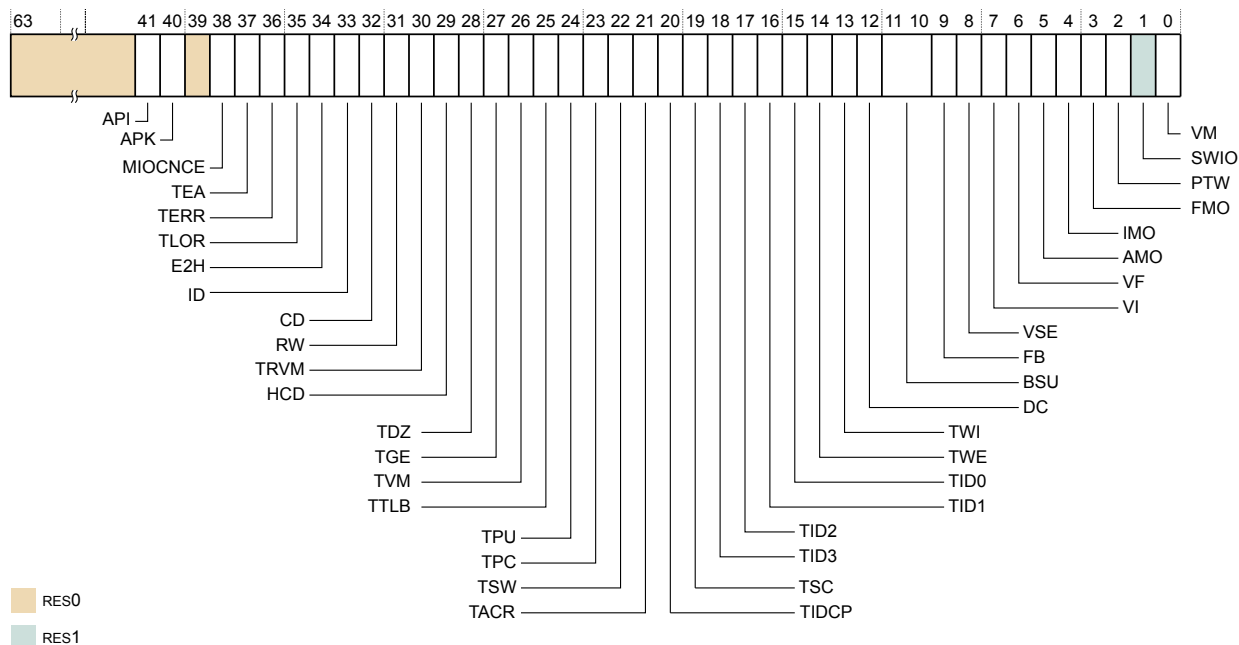 63 41 40 39 38 37 36 35 34 33 32 31 30 29 28 27 26 25 24 23 22 21 20 19 18 17 16 15 14 13 12 11 10 9 8 7 6 5 4 3 2 1 0
API
APK
VM
MIOCNCE
SWIO
TEA
PTW
TERR
FMO
TLOR
IMO
E2H
AMO
ID
VF
VI
CD
VSE
RW
FB
TRVM
BSU
HCD
DC
TDZ
TWI
TGE
TWE
TVM
TID0
TTLB
TID1
TPU
TID2
TPC
TID3
TSW
TSC
TACR
TIDCP
RES0
RES1